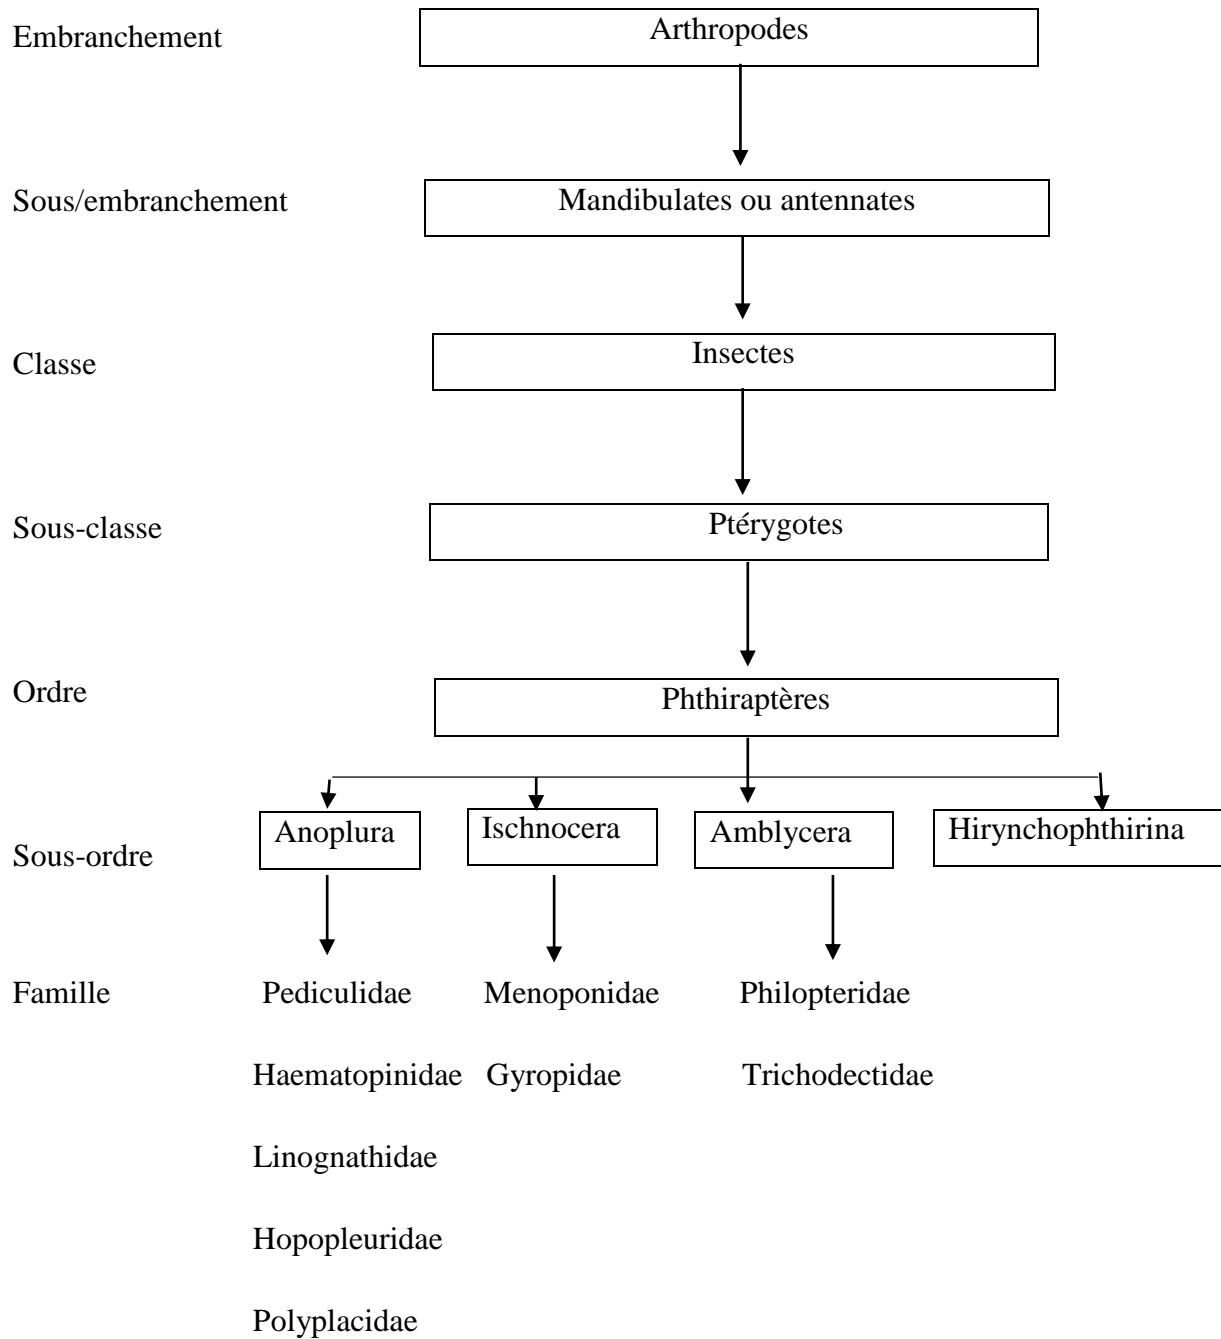 Embranchement Arthropodes
Sous/embranchement Mandibulates ou antennates
Classe Insectes
Sous-classe Ptérygotes
Ordre Phthiraptères
Sous-ordre Anoplura Ischnocera Amblycera Hirynchophthirina
Famille Pediculidae Menoponidae Philopteridae
Haematopinidae Gyropidae Trichodectidae
Linognathidae
Hopopleuridae
Polyplacidae